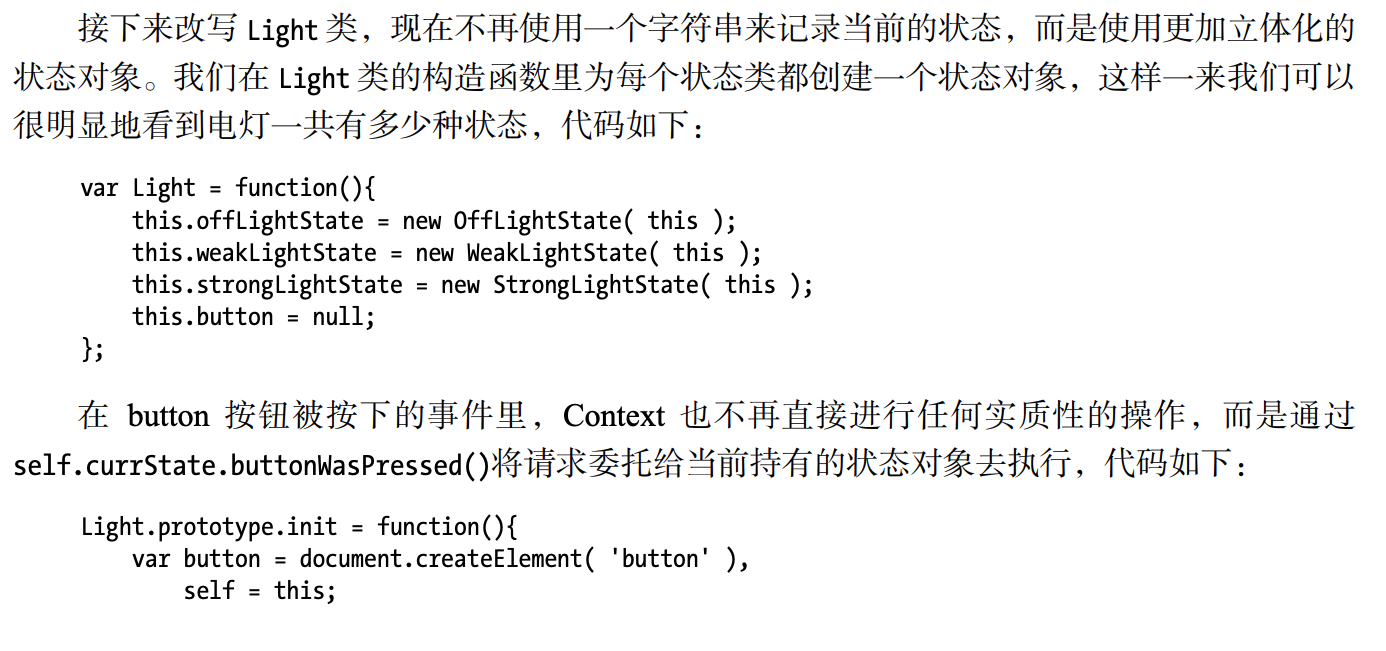 接下来改写 Light 类，现在不再使用一个字符串来记录当前的状态，而是使用更加立体化的
状态对象。我们在 Light 类的构造函数里为每个状态类都创建一个状态对象，这样一来我们可以
很明显地看到电灯一共有多少种状态，代码如下：
var Light = function(){
    this.offLightState = new OffLightState( this );
    this.weakLightState = new WeakLightState( this );
    this.strongLightState = new StrongLightState( this );
    this.button = null;
};
在 button 按钮被按下的事件里，Context 也不再直接进行任何实质性的操作，而是通过
self.currState.buttonWasPressed()将请求委托给当前持有的状态对象去执行，代码如下：
Light.prototype.init = function(){
    var button = document.createElement( 'button' ),
        self = this;